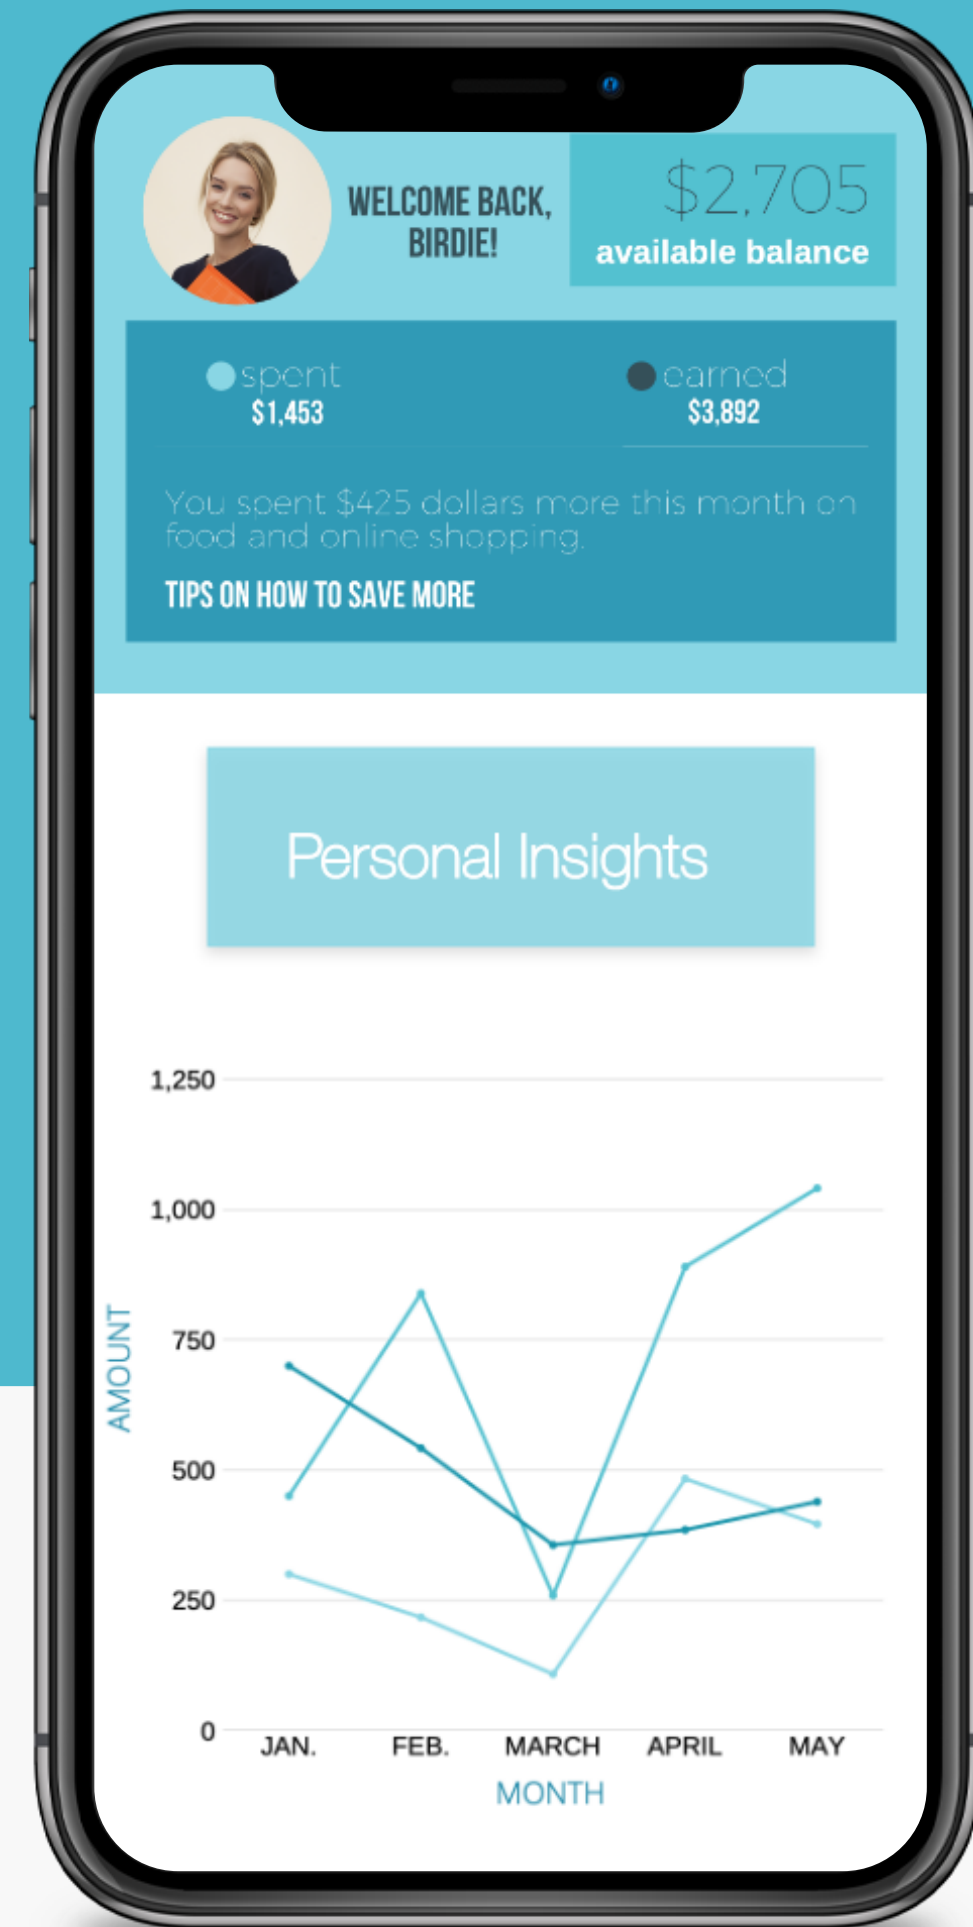 WELCOME BACK,
BIRDIE!
$2,705
available balance
spent
$1,453
earned
$3,892
You spent $425 dollars more this month on
food and online shopping.
TIPS ON HOW TO SAVE MORE
Personal Insights
1,250
1,000
750
500
250
0
AMOUNT
JAN.
FEB.
MARCH
APRIL
MAY
MONTH